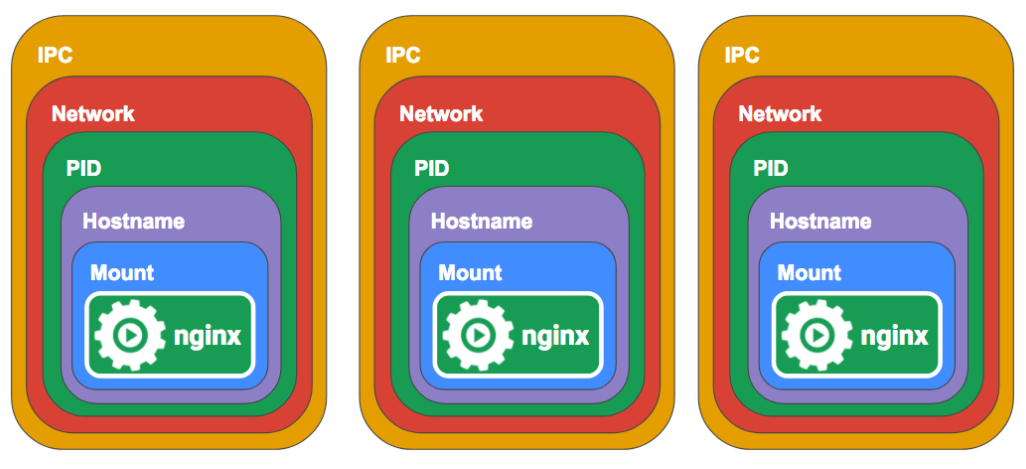 IPC
Network
PID
Hostname
Mount
nginx
IPC
Network
PID
Hostname
Mount
nginx
IPC
Network
PID
Hostname
Mount
nginx